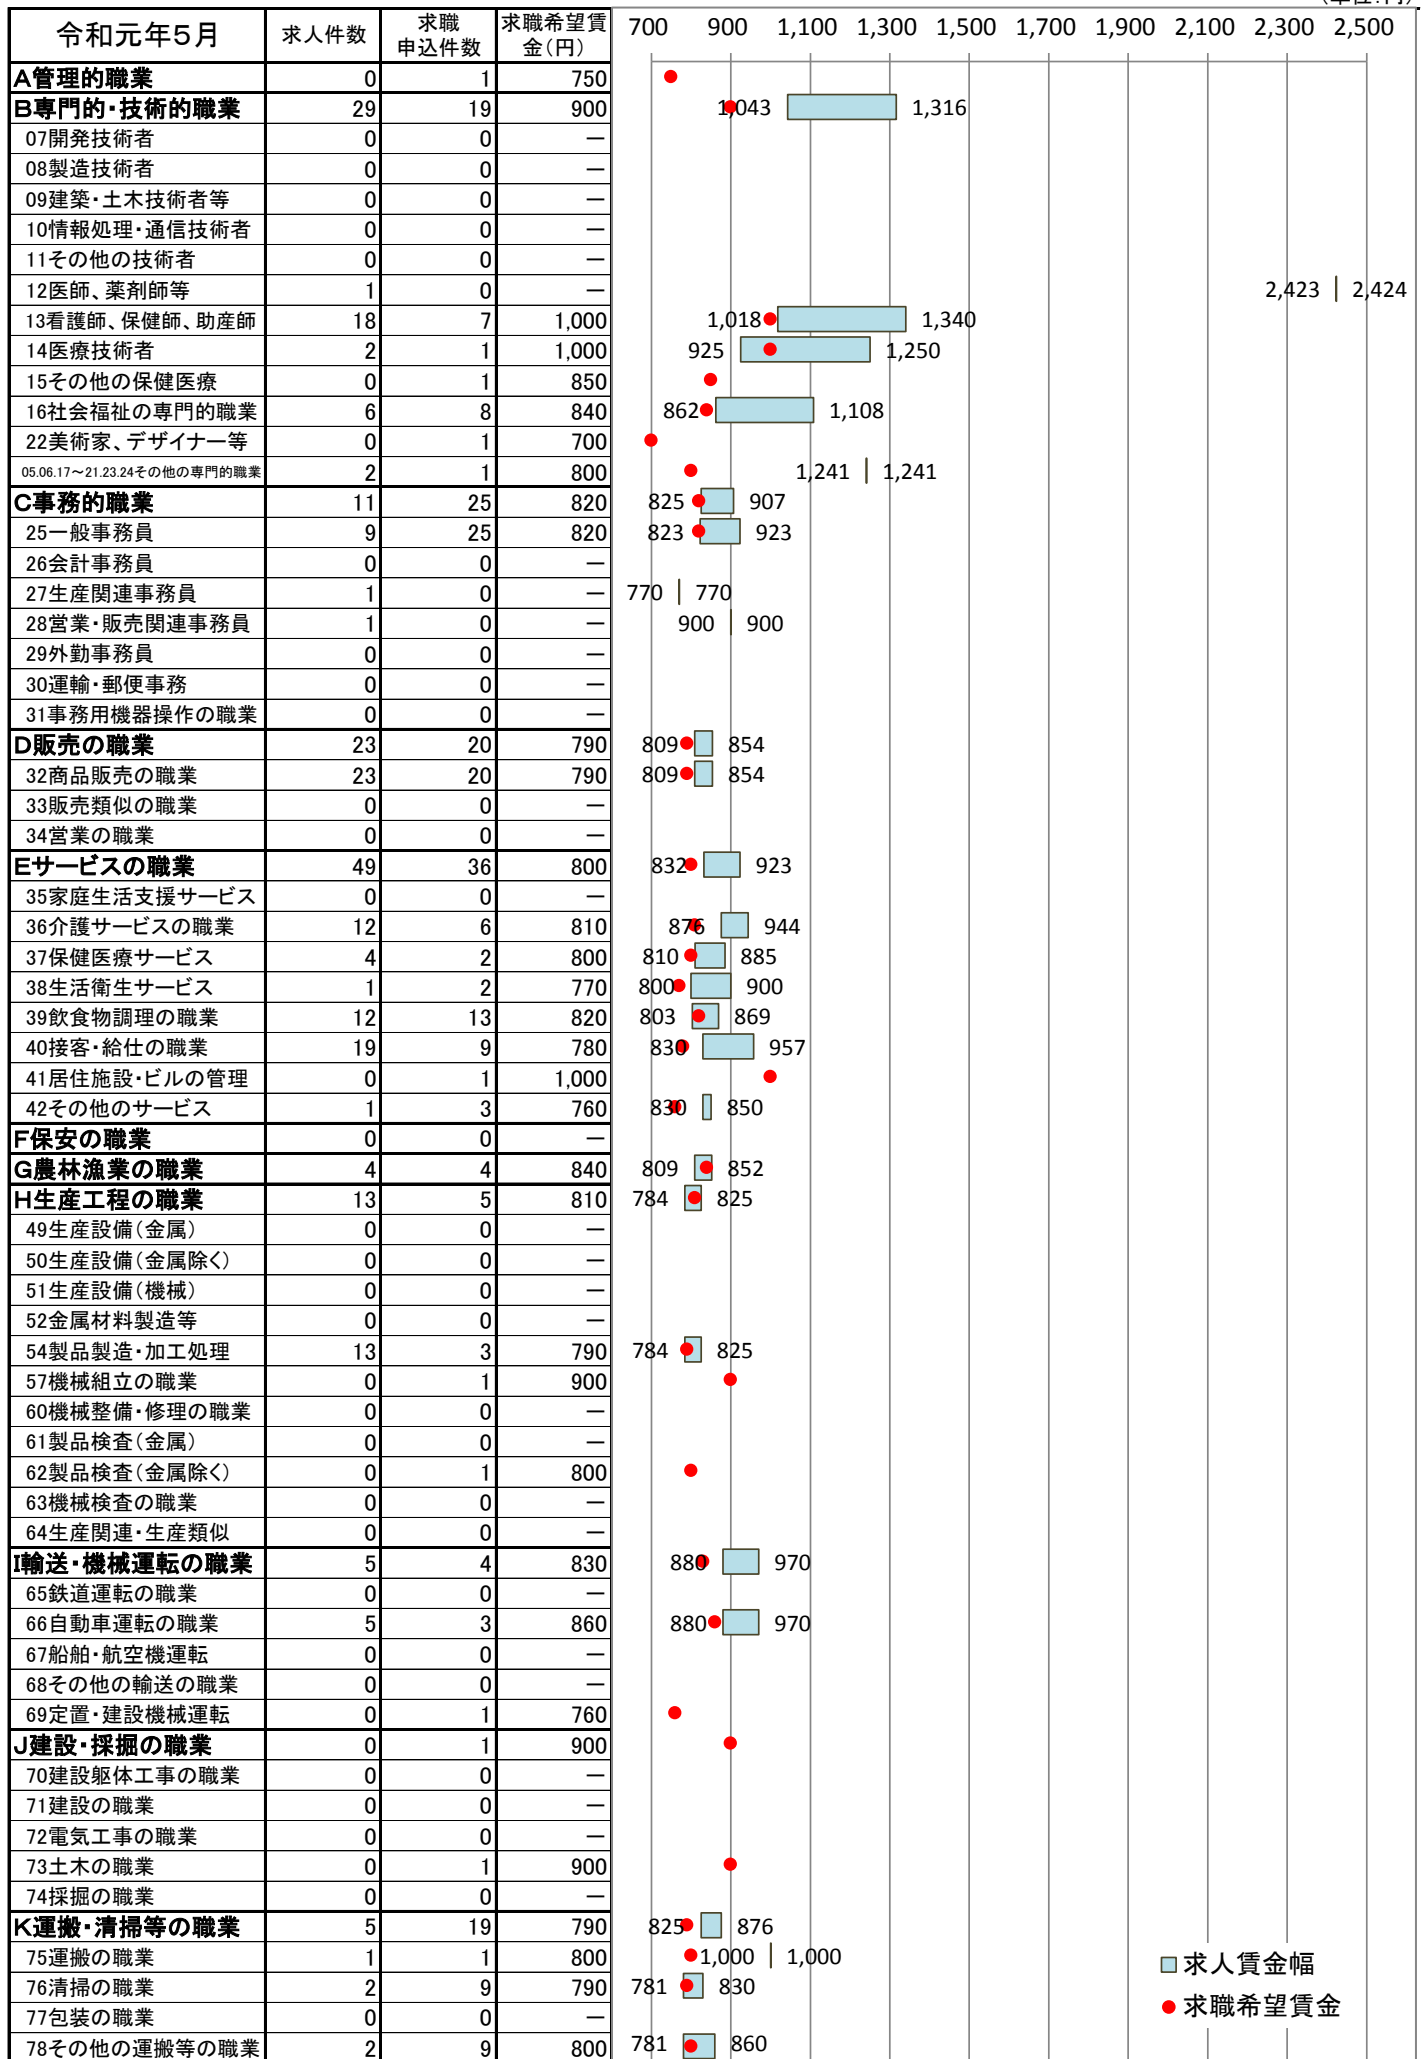 (単位:円)
令和元年5月 求人件数 求職申込件数 求職希望賃金(円) 700 900 1,100 1,300 1,500 1,700 1,900 2,100 2,300 2,500
A管理的職業 0 1 750
B専門的・技術的職業 29 19 900 1,043 1,316
07開発技術者 0 0 ―
08製造技術者 0 0 ―
09建築・土木技術者等 0 0 ―
10情報処理・通信技術者 0 0 ―
11その他の技術者 0 0 ―
12医師、薬剤師等 1 0 ― 2,423 2,424
13看護師、保健師、助産師 18 7 1,000 1,018 1,340
14医療技術者 2 1 1,000 925 1,250
15その他の保健医療 0 1 850
16社会福祉の専門的職業 6 8 840 862 1,108
22美術家、デザイナー等 0 1 700
05.06.17～21.23.24その他の専門的職業 2 1 800 1,241 1,241
C事務的職業 11 25 820 825 907
25一般事務員 9 25 820 823 923
26会計事務員 0 0 ―
27生産関連事務員 1 0 ― 770 770
28営業・販売関連事務員 1 0 ― 900 900
29外勤事務員 0 0 ―
30運輸・郵便事務 0 0 ―
31事務用機器操作の職業 0 0 ―
D販売の職業 23 20 790 809 854
32商品販売の職業 23 20 790 809 854
33販売類似の職業 0 0 ―
34営業の職業 0 0 ―
Eサービスの職業 49 36 800 832 923
35家庭生活支援サービス 0 0 ―
36介護サービスの職業 12 6 810 876 944
37保健医療サービス 4 2 800 810 885
38生活衛生サービス 1 2 770 800 900
39飲食物調理の職業 12 13 820 803 869
40接客・給仕の職業 19 9 780 830 957
41居住施設・ビルの管理 0 1 1,000
42その他のサービス 1 3 760 830 850
F保安の職業 0 0 ―
G農林漁業の職業 4 4 840 809 852
H生産工程の職業 13 5 810 784 825
49生産設備(金属) 0 0 ―
50生産設備(金属除く) 0 0 ―
51生産設備(機械) 0 0 ―
52金属材料製造等 0 0 ―
54製品製造・加工処理 13 3 790 784 825
57機械組立の職業 0 1 900
60機械整備・修理の職業 0 0 ―
61製品検査(金属) 0 0 ―
62製品検査(金属除く) 0 1 800
63機械検査の職業 0 0 ―
64生産関連・生産類似 0 0 ―
I輸送・機械運転の職業 5 4 830 880 970
65鉄道運転の職業 0 0 ―
66自動車運転の職業 5 3 860 880 970
67船舶・航空機運転 0 0 ―
68その他の輸送の職業 0 0 ―
69定置・建設機械運転 0 1 760
J建設・採掘の職業 0 1 900
70建設躯体工事の職業 0 0 ―
71建設の職業 0 0 ―
72電気工事の職業 0 0 ―
73土木の職業 0 1 900
74採掘の職業 0 0 ―
K運搬・清掃等の職業 5 19 790 825 876
75運搬の職業 1 1 800 1,000 1,000
76清掃の職業 2 9 790 781 830
77包装の職業 0 0 ―
78その他の運搬等の職業 2 9 800 781 860
求人賃金幅
求職希望賃金